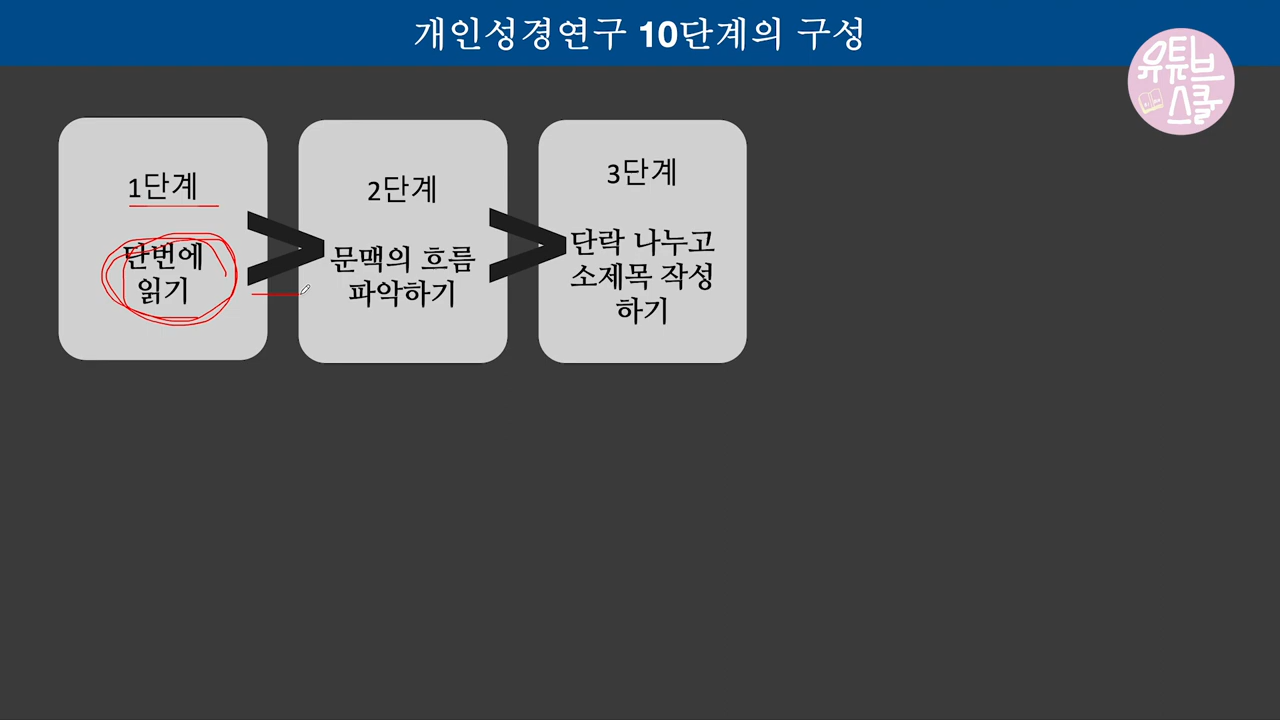 개인성경연구 10단계의 구성
유튜브
스쿨
1단계
단번에
읽기
>
2단계
문맥의 흐름
파악하기
>
3단계
단락 나누고
소제목 작성
하기